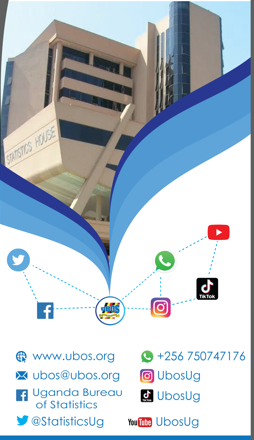 STATISTICS HOUSE
TikTok
UBOS
www.ubos.org
+256 750747176
ubos@ubos.org
UbosUg
Uganda Bureau
of Statistics
UbosUg
@StatisticsUg
YouTube UbosUg